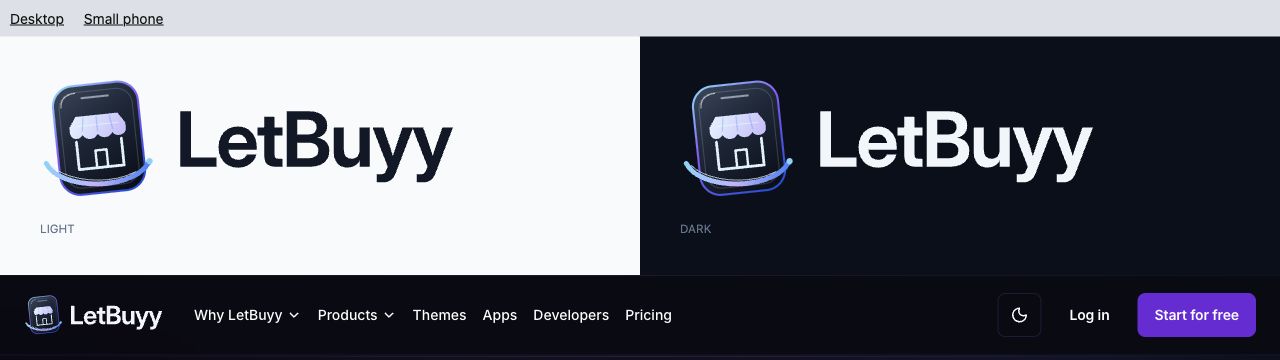 Desktop Small phone
LetBuyy
LIGHT
LetBuyy
DARK
LetBuyy Why LetBuyy Products Themes Apps Developers Pricing Log in Start for free